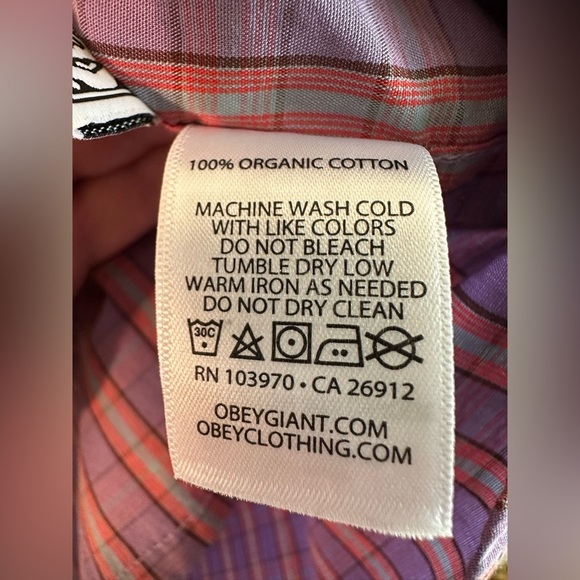 100% ORGANIC COTTON
MACHINE WASH COLD
WITH LIKE COLORS
DO NOT BLEACH
TUMBLE DRY LOW
WARM IRON AS NEEDED
DO NOT DRY CLEAN
30C
RN 103970 • CA 26912
OBEYGIANT.COM
OBEYCLOTHING.COM